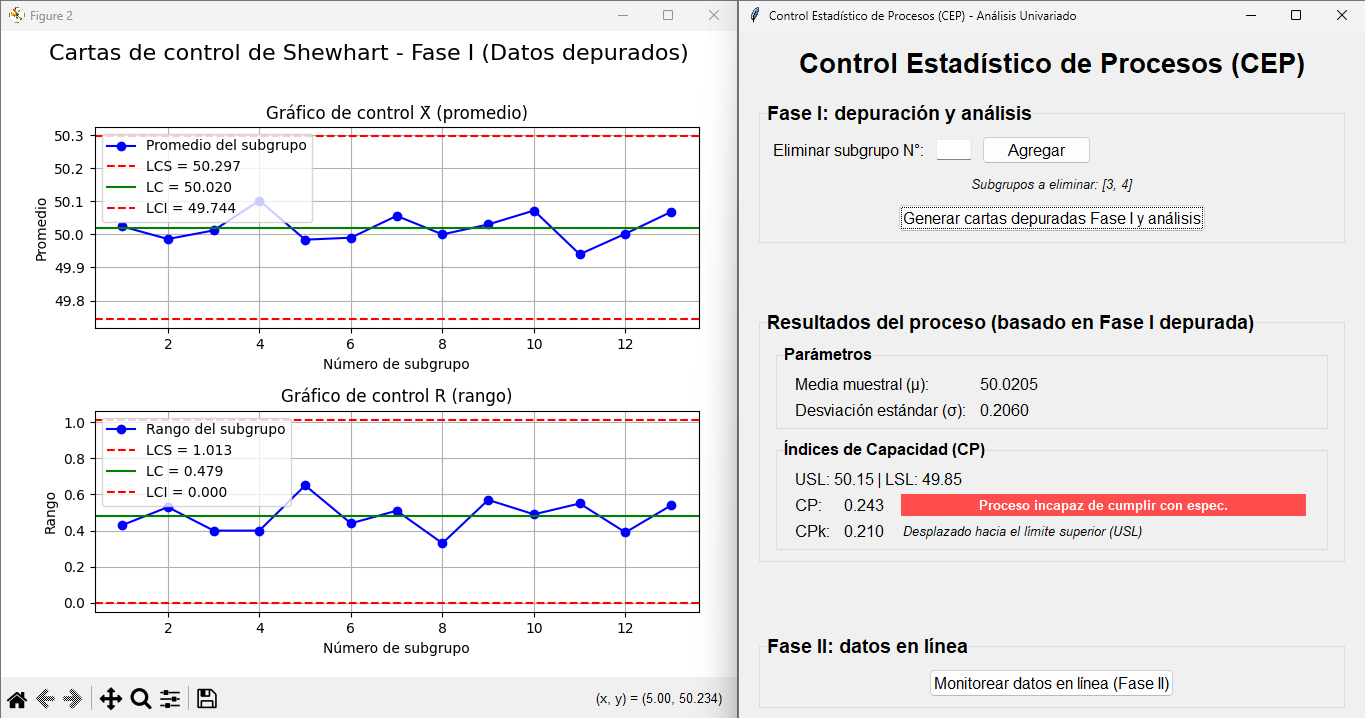 Figure 2
Cartas de control de Shewhart - Fase I (Datos depurados)
Gráfico de control X̄ (promedio)
50.3
50.2
50.1
50.0
49.9
49.8
Promedio
Promedio del subgrupo
LCS = 50.297
LC = 50.020
LCI = 49.744
2 4 6 8 10 12
Número de subgrupo
Gráfico de control R (rango)
1.0
0.8
0.6
0.4
0.2
0.0
Rango
Rango del subgrupo
LCS = 1.013
LC = 0.479
LCI = 0.000
2 4 6 8 10 12
Número de subgrupo
(x, y) = (5.00, 50.234)
Control Estadístico de Procesos (CEP) - Análisis Univariado
Control Estadístico de Procesos (CEP)
Fase I: depuración y análisis
Eliminar subgrupo N°: Agregar
Subgrupos a eliminar: [3, 4]
Generar cartas depuradas Fase I y análisis
Resultados del proceso (basado en Fase I depurada)
Parámetros
Media muestral (μ): 50.0205
Desviación estándar (σ): 0.2060
Índices de Capacidad (CP)
USL: 50.15 | LSL: 49.85
CP: 0.243 Proceso incapaz de cumplir con espec.
CPk: 0.210 Desplazado hacia el límite superior (USL)
Fase II: datos en línea
Monitorear datos en línea (Fase II)